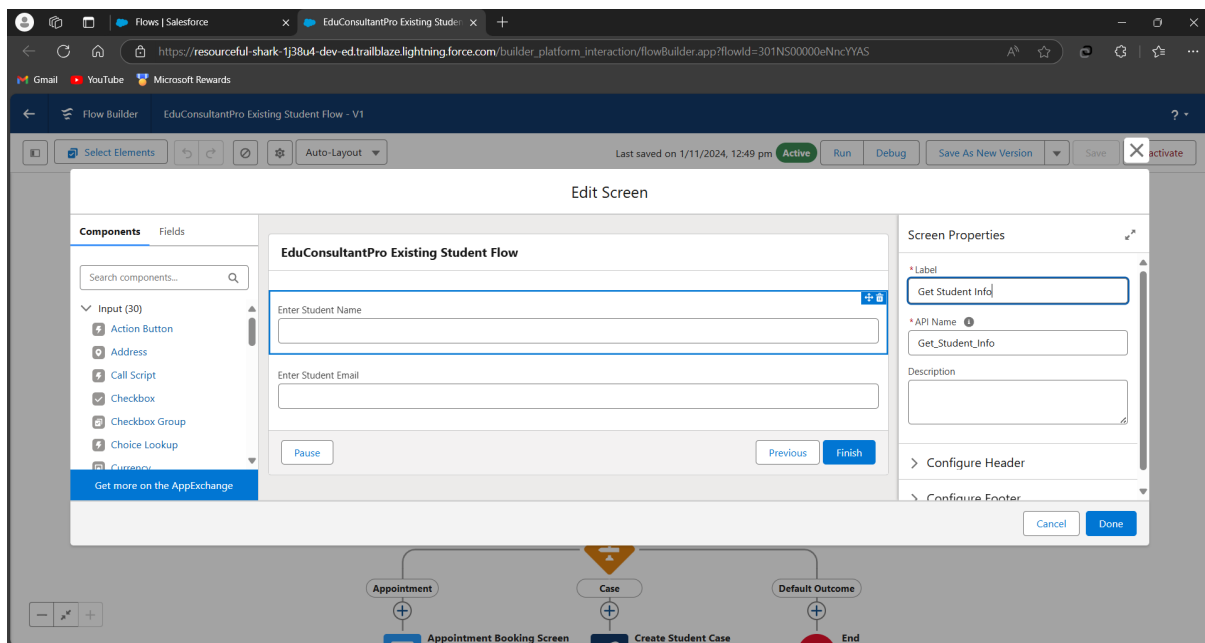 Flows | Salesforce
EduConsultantPro Existing Studen
https://resourceful-shark-1j38u4-dev-ed.trailblaze.lightning.force.com/builder_platform_interaction/flowBuilder.app?flowId=301NS00000eNncYYAS
Gmail YouTube Microsoft Rewards
Flow Builder EduConsultantPro Existing Student Flow - V1 ?
Select Elements Auto-Layout Last saved on 1/11/2024, 12:49 pm Active Run Debug Save As New Version Save activate
Edit Screen
Components Fields
Search components...
Input (30)
Action Button
Address
Call Script
Checkbox
Checkbox Group
Choice Lookup
Currency
Get more on the AppExchange
EduConsultantPro Existing Student Flow
Enter Student Name
Enter Student Email
Pause Previous Finish
Screen Properties
* Label
Get Student Info
* API Name
Get_Student_Info
Description
Configure Header
Configure Footer
Cancel Done
Appointment Case Default Outcome
Appointment Booking Screen Create Student Case End